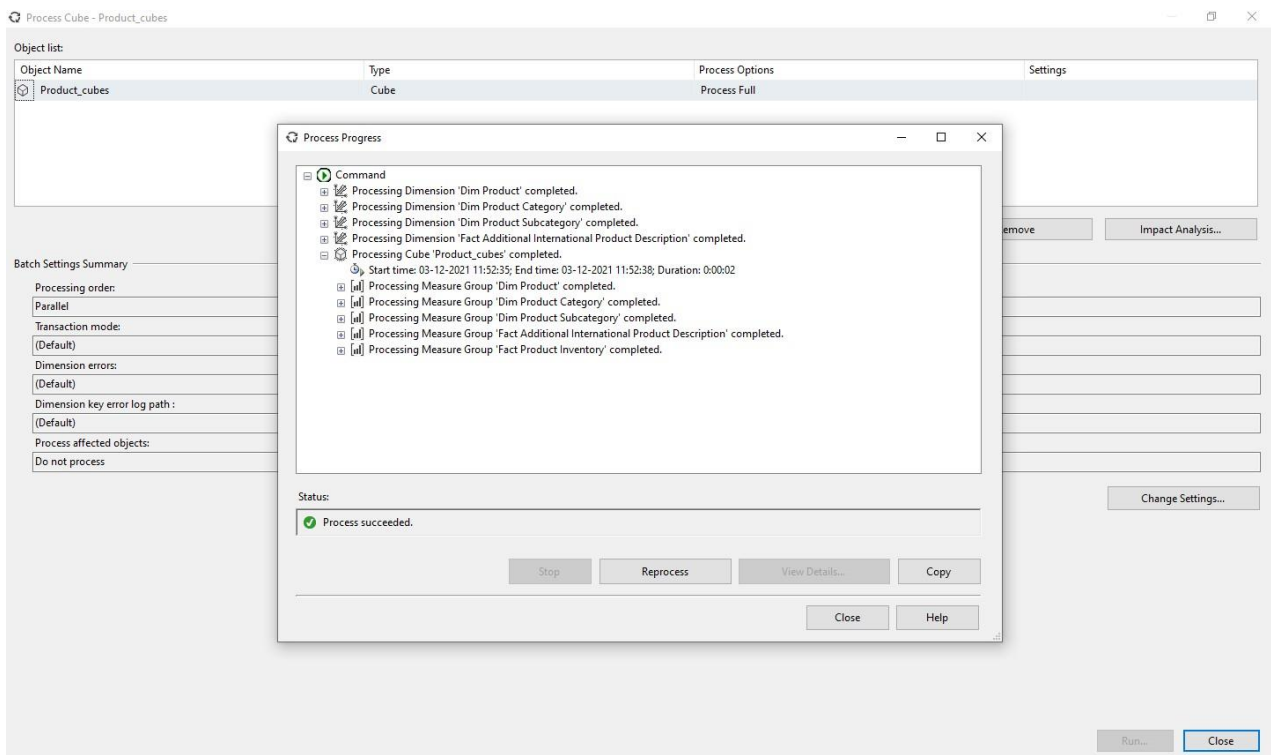 Process Cube - Product_cubes
Object list:
Object Name Type Process Options Settings
Product_cubes Cube Process Full
Process Progress
Command
Processing Dimension 'Dim Product' completed.
Processing Dimension 'Dim Product Category' completed.
Processing Dimension 'Dim Product Subcategory' completed.
Processing Dimension 'Fact Additional International Product Description' completed.
Processing Cube 'Product_cubes' completed.
Start time: 03-12-2021 11:52:35; End time: 03-12-2021 11:52:38; Duration: 0:00:02
Processing Measure Group 'Dim Product' completed.
Processing Measure Group 'Dim Product Category' completed.
Processing Measure Group 'Dim Product Subcategory' completed.
Processing Measure Group 'Fact Additional International Product Description' completed.
Processing Measure Group 'Fact Product Inventory' completed.
Status:
Process succeeded.
Stop Reprocess View Details... Copy
Close Help
emove Impact Analysis...
Batch Settings Summary
Processing order:
Parallel
Transaction mode:
(Default)
Dimension errors:
(Default)
Dimension key error log path :
(Default)
Process affected objects:
Do not process
Change Settings...
Run... Close